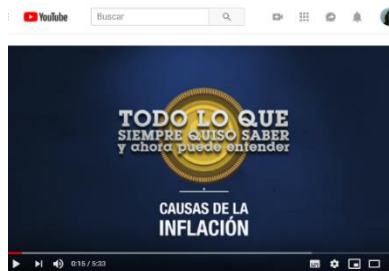 YouTube
Buscar
TODO LO QUE
SIEMPRE QUISO SABER
y ahora puede entender
CAUSAS DE LA
INFLACIÓN
0:15 / 5:33